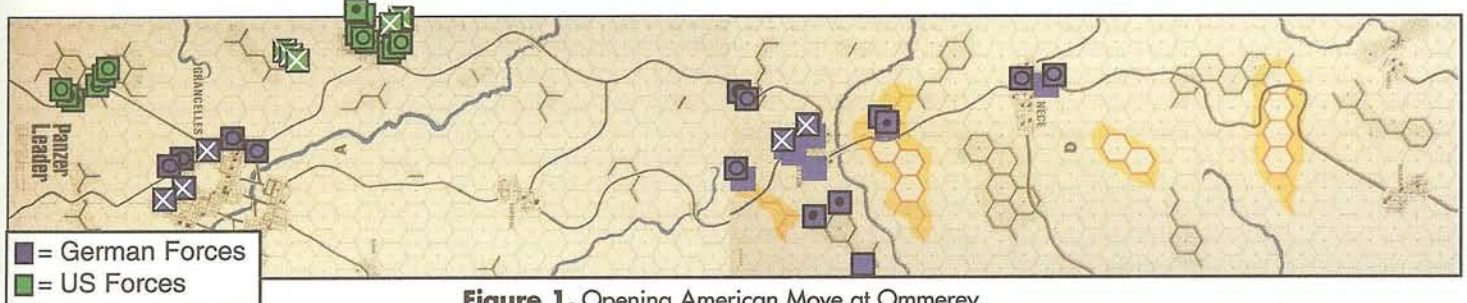 GRANCELLES
Panzer
Leader
A
NECE
D
■ = German Forces
■ = US Forces
Figure 1. Opening American Move at Ommerey